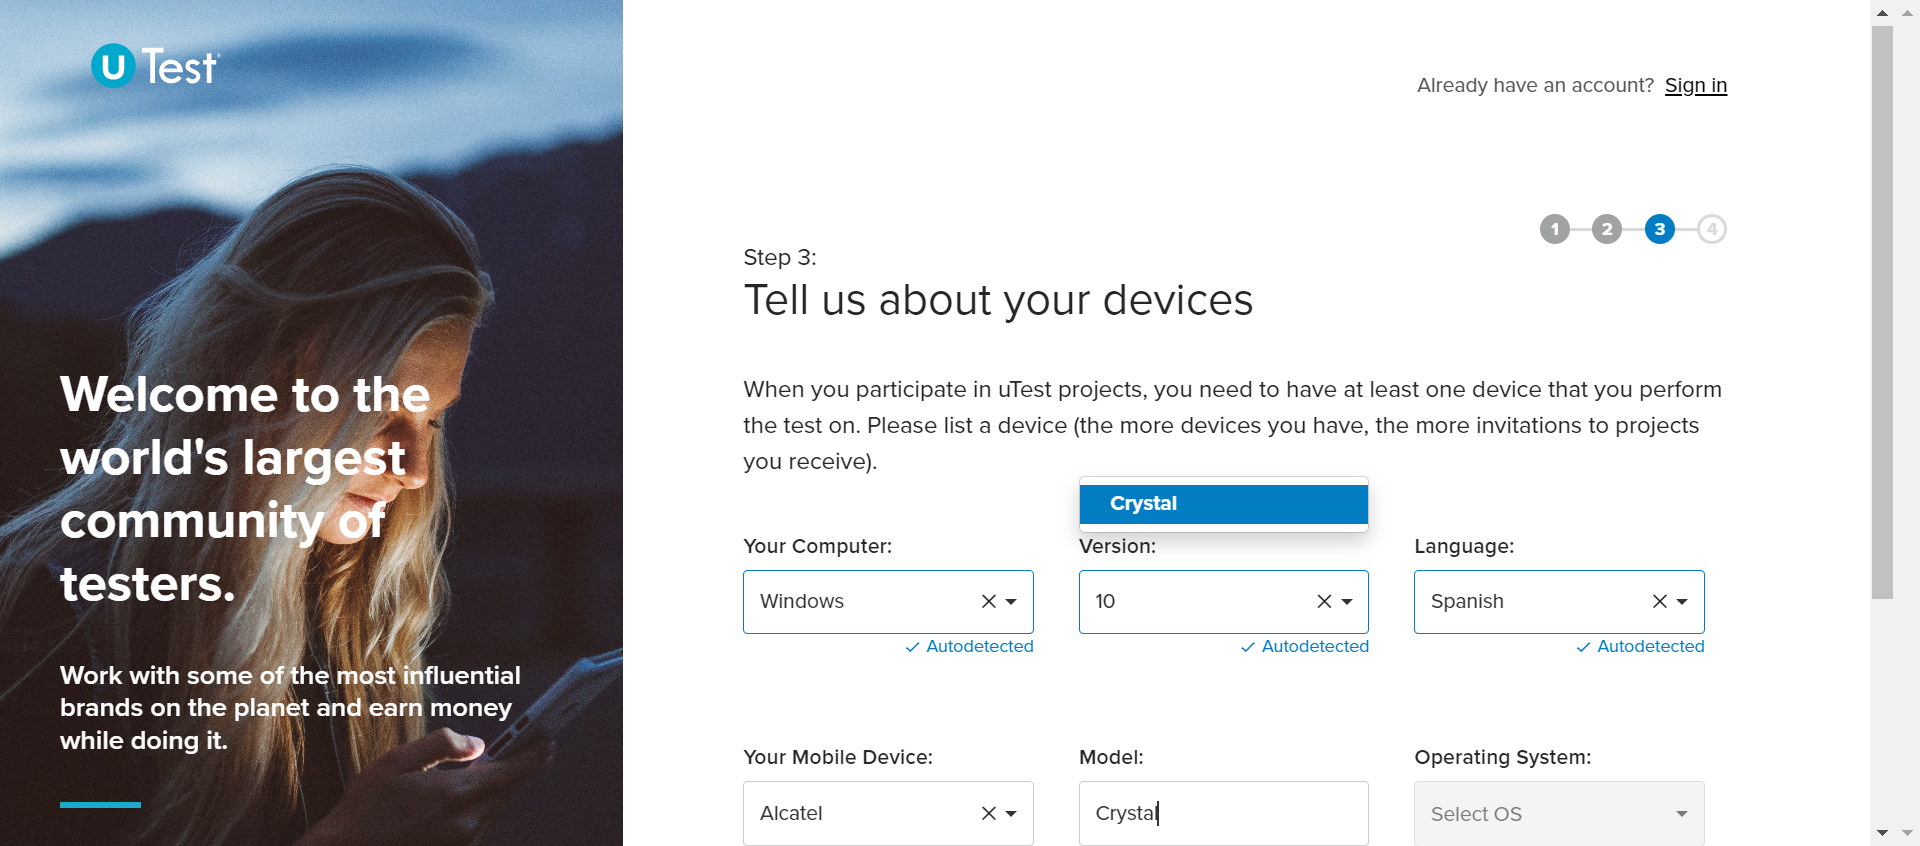 u Test
Already have an account? Sign in
1 2 3 4
Step 3:
Tell us about your devices
When you participate in uTest projects, you need to have at least one device that you perform
the test on. Please list a device (the more devices you have, the more invitations to projects
you receive).
Crystal
Your Computer: Version: Language:
Windows 10 Spanish
Autodetected Autodetected Autodetected
Your Mobile Device: Model: Operating System:
Alcatel Crystal Select OS
Welcome to the
world's largest
community of
testers.
Work with some of the most influential
brands on the planet and earn money
while doing it.